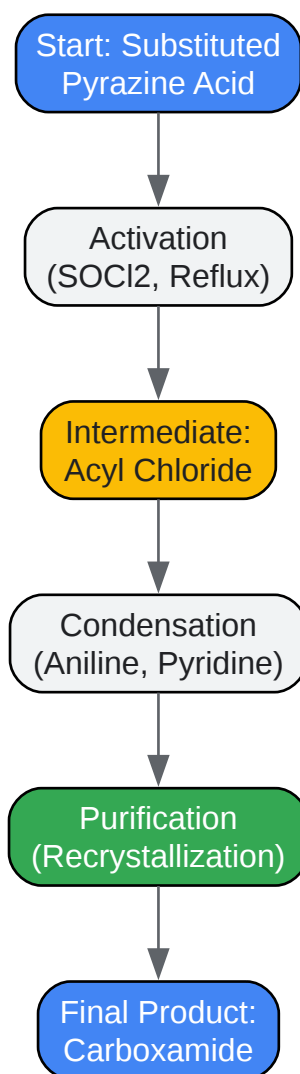 Start: Substituted
Pyrazine Acid
Activation
(SOCl2, Reflux)
Intermediate:
Acyl Chloride
Condensation
(Aniline, Pyridine)
Purification
(Recrystallization)
Final Product:
Carboxamide